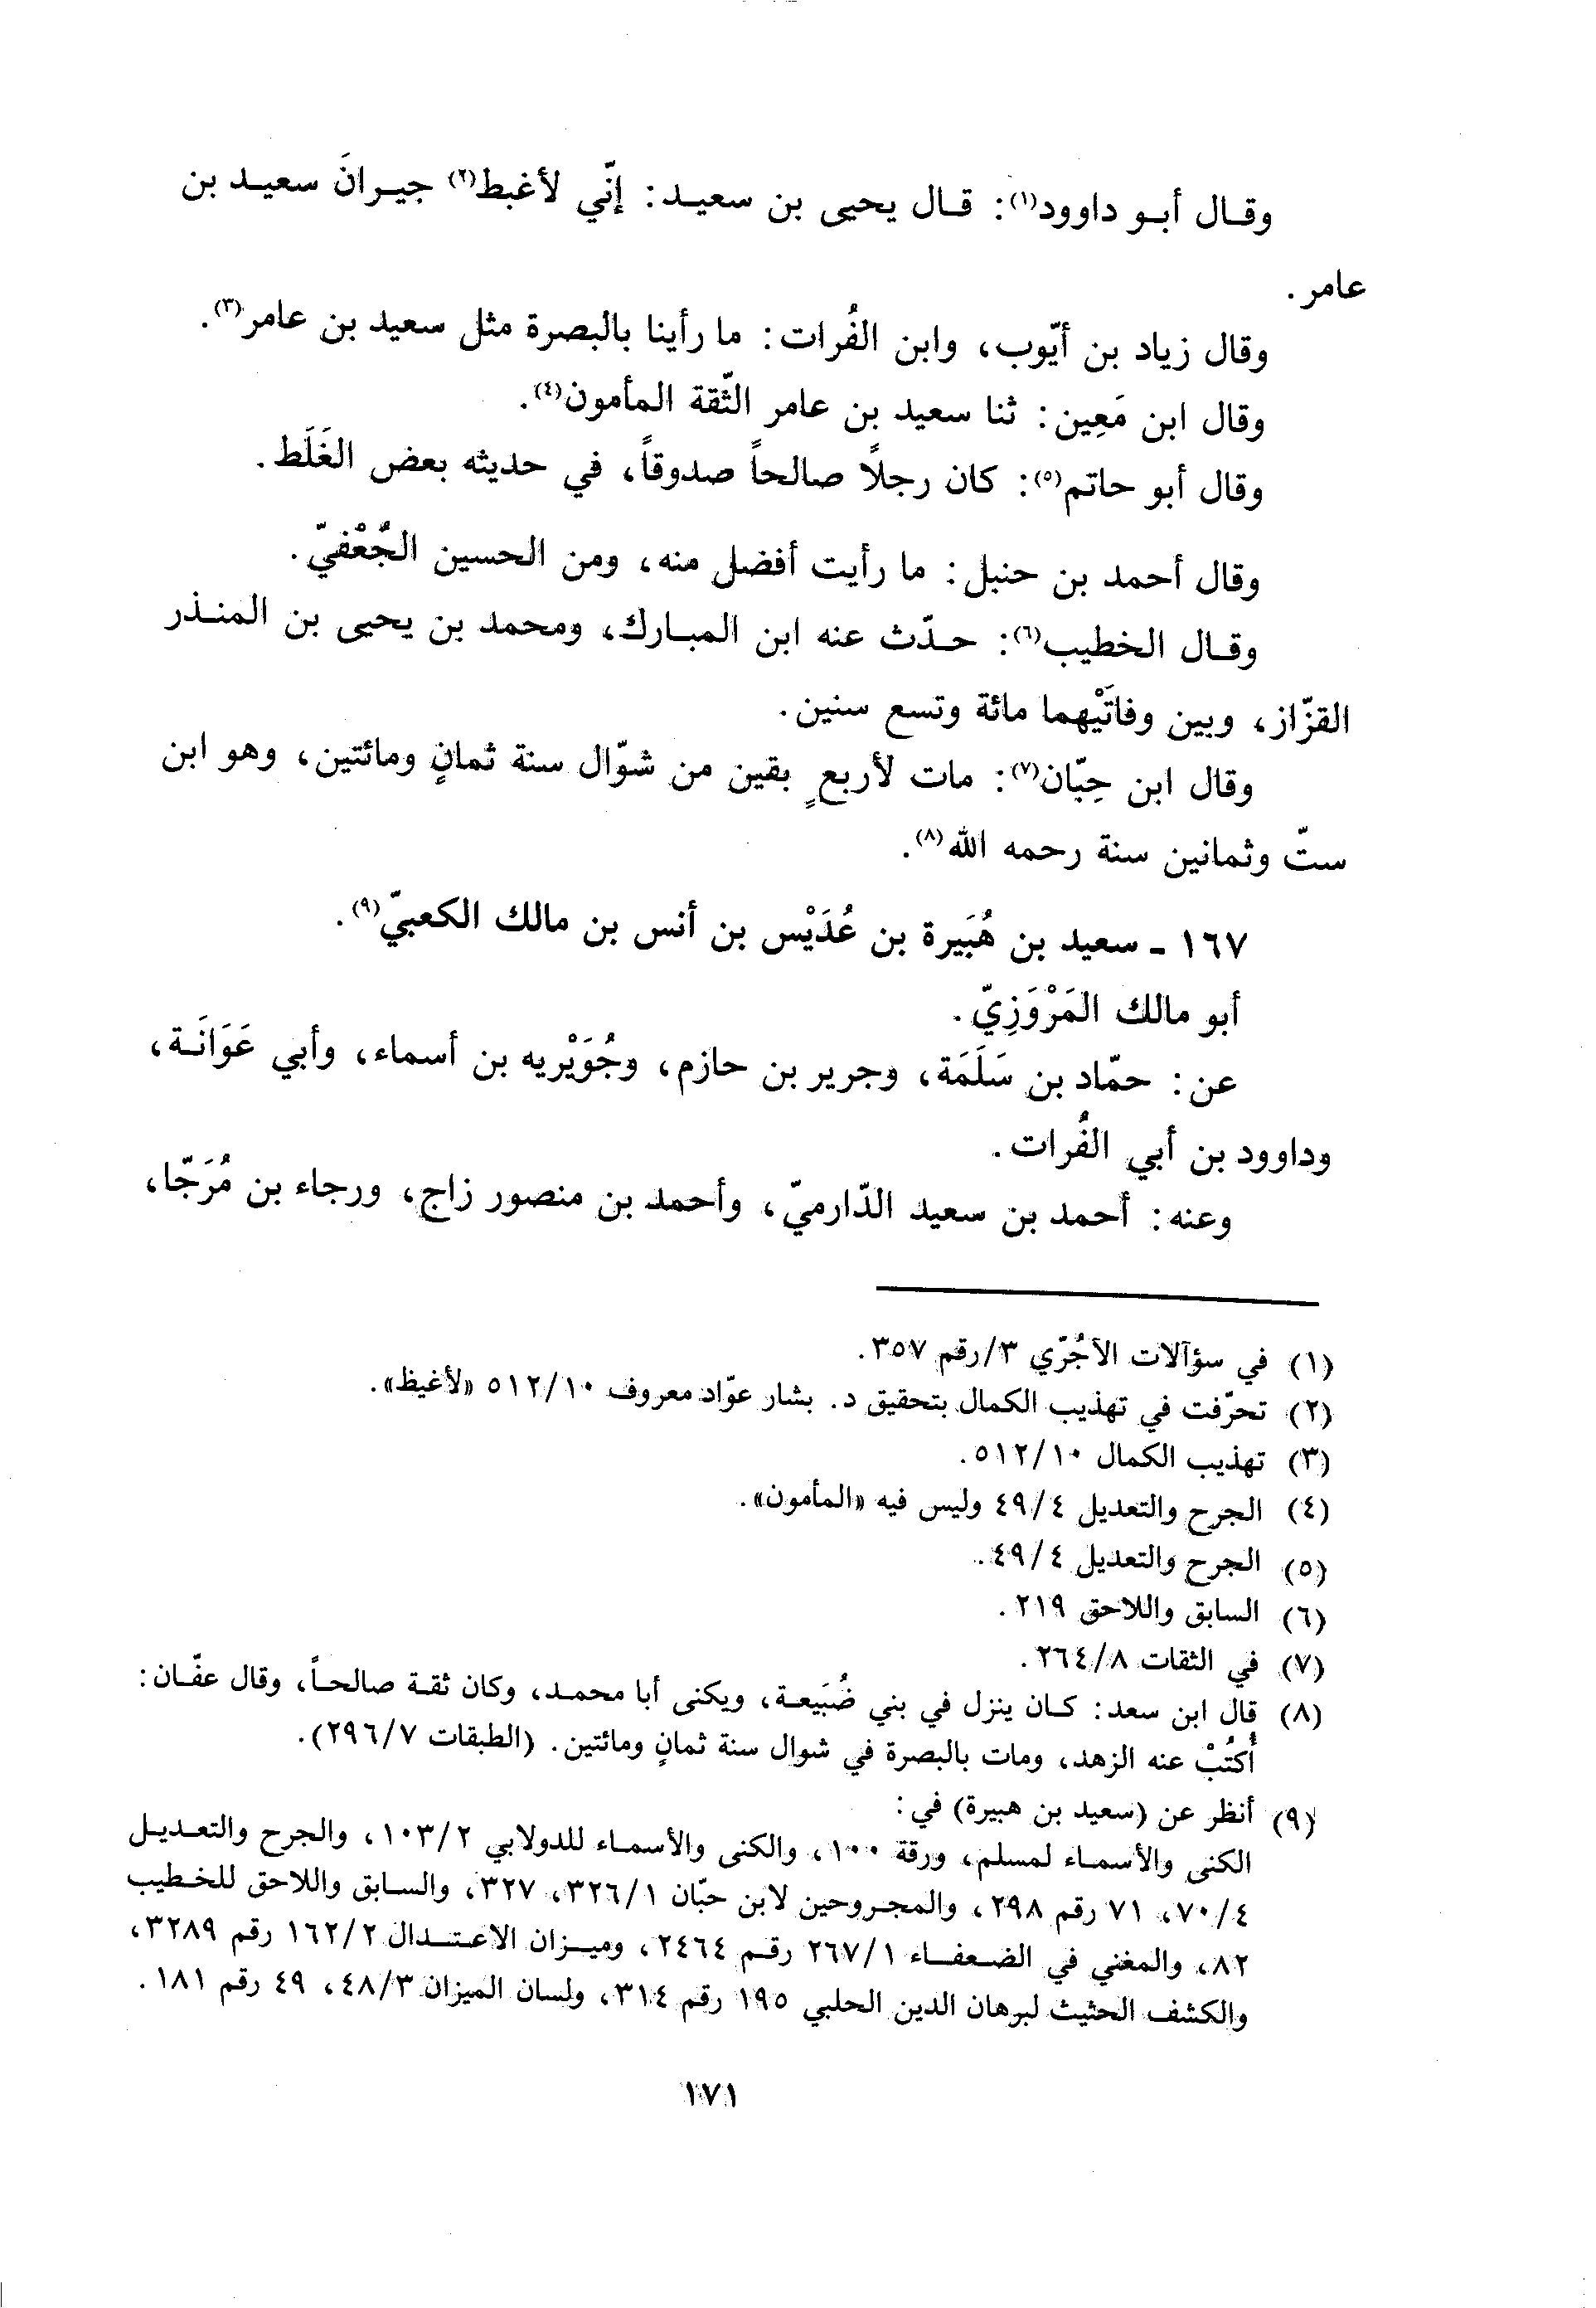 وقال أبو داوود(١): قال يحيى بن سعيد: إنّي لأغبط(٢) جيرانَ سعيد بن
عامر.
وقال زياد بن أيّوب، وابن الفُرات: ما رأينا بالبصرة مثل سعيد بن عامر(٣).
وقال ابن مَعِين: ثنا سعيد بن عامر الثّقة المأمون(٤).
وقال أبو حاتم(٥): كان رجلاً صالحاً صدوقاً، في حديثه بعض الغَلَط.
وقال أحمد بن حنبل: ما رأيت أفضل منه، ومن الحسين الجُعْفيّ.
وقال الخطيب(٦): حدّث عنه ابن المبارك، ومحمد بن يحيى بن المنذر
القزّاز، وبين وفاتَيْهما مائة وتسع سنين.
وقال ابن حِبّان(٧): مات لأربعٍ بقين من شوّال سنة ثمانٍ ومائتين، وهو ابن
ستّ وثمانين سنة رحمه الله(٨).
١٦٧ ـ سعيد بن هُبَيرة بن عُدَيْس بن أنس بن مالك الكعبيّ(٩).
أبو مالك المَرْوَزِيّ.
عن: حمّاد بن سَلَمَة، وجرير بن حازم، وجُوَيْريه بن أسماء، وأبي عَوَانَة،
وداوود بن أبي الفُرات.
وعنه: أحمد بن سعيد الدّارميّ، وأحمد بن منصور زاج، ورجاء بن مُرَجّا،
(١) في سؤآلات الآجُرّي ٣/رقم ٣٥٧.
(٢) تحرّفت في تهذيب الكمال بتحقيق د. بشار عوّاد معروف ٥١٢/١٠ «لأغيظ».
(٣) تهذيب الكمال ٥١٢/١٠.
(٤) الجرح والتعديل ٤٩/٤ وليس فيه «المأمون».
(٥) الجرح والتعديل ٤٩/٤.
(٦) السابق واللاحق ٢١٩.
(٧) في الثقات ٢٦٤/٨.
(٨) قال ابن سعد: كان ينزل في بني ضُبَيعة، ويكنى أبا محمد، وكان ثقة صالحاً، وقال عفّان:
أُكتُبْ عنه الزهد، ومات بالبصرة في شوال سنة ثمانٍ ومائتين. (الطبقات ٢٩٦/٧).
(٩) أنظر عن (سعيد بن هبيرة) في:
الكنى والأسماء لمسلم، ورقة ١٠٠، والكنى والأسماء للدولابي ١٠٣/٢، والجرح والتعديل
٧٠/٤، ٧١ رقم ٢٩٨، والمجروحين لابن حبّان ٣٢٦/١، ٣٢٧، والسابق واللاحق للخطيب
٨٢، والمغني في الضعفاء ٢٦٧/١ رقم ٢٤٦٤، وميزان الاعتدال ١٦٢/٢ رقم ٣٢٨٩،
والكشف الحثيث لبرهان الدين الحلبي ١٩٥ رقم ٣١٤، ولسان الميزان ٤٨/٣، ٤٩ رقم ١٨١.
١٧١